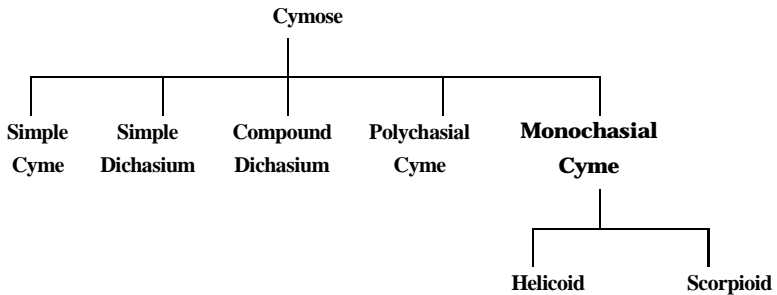 Cymose
Simple Cyme
Simple Dichasium
Compound Dichasium
Polychasial Cyme
Monochasial Cyme
Helicoid
Scorpioid